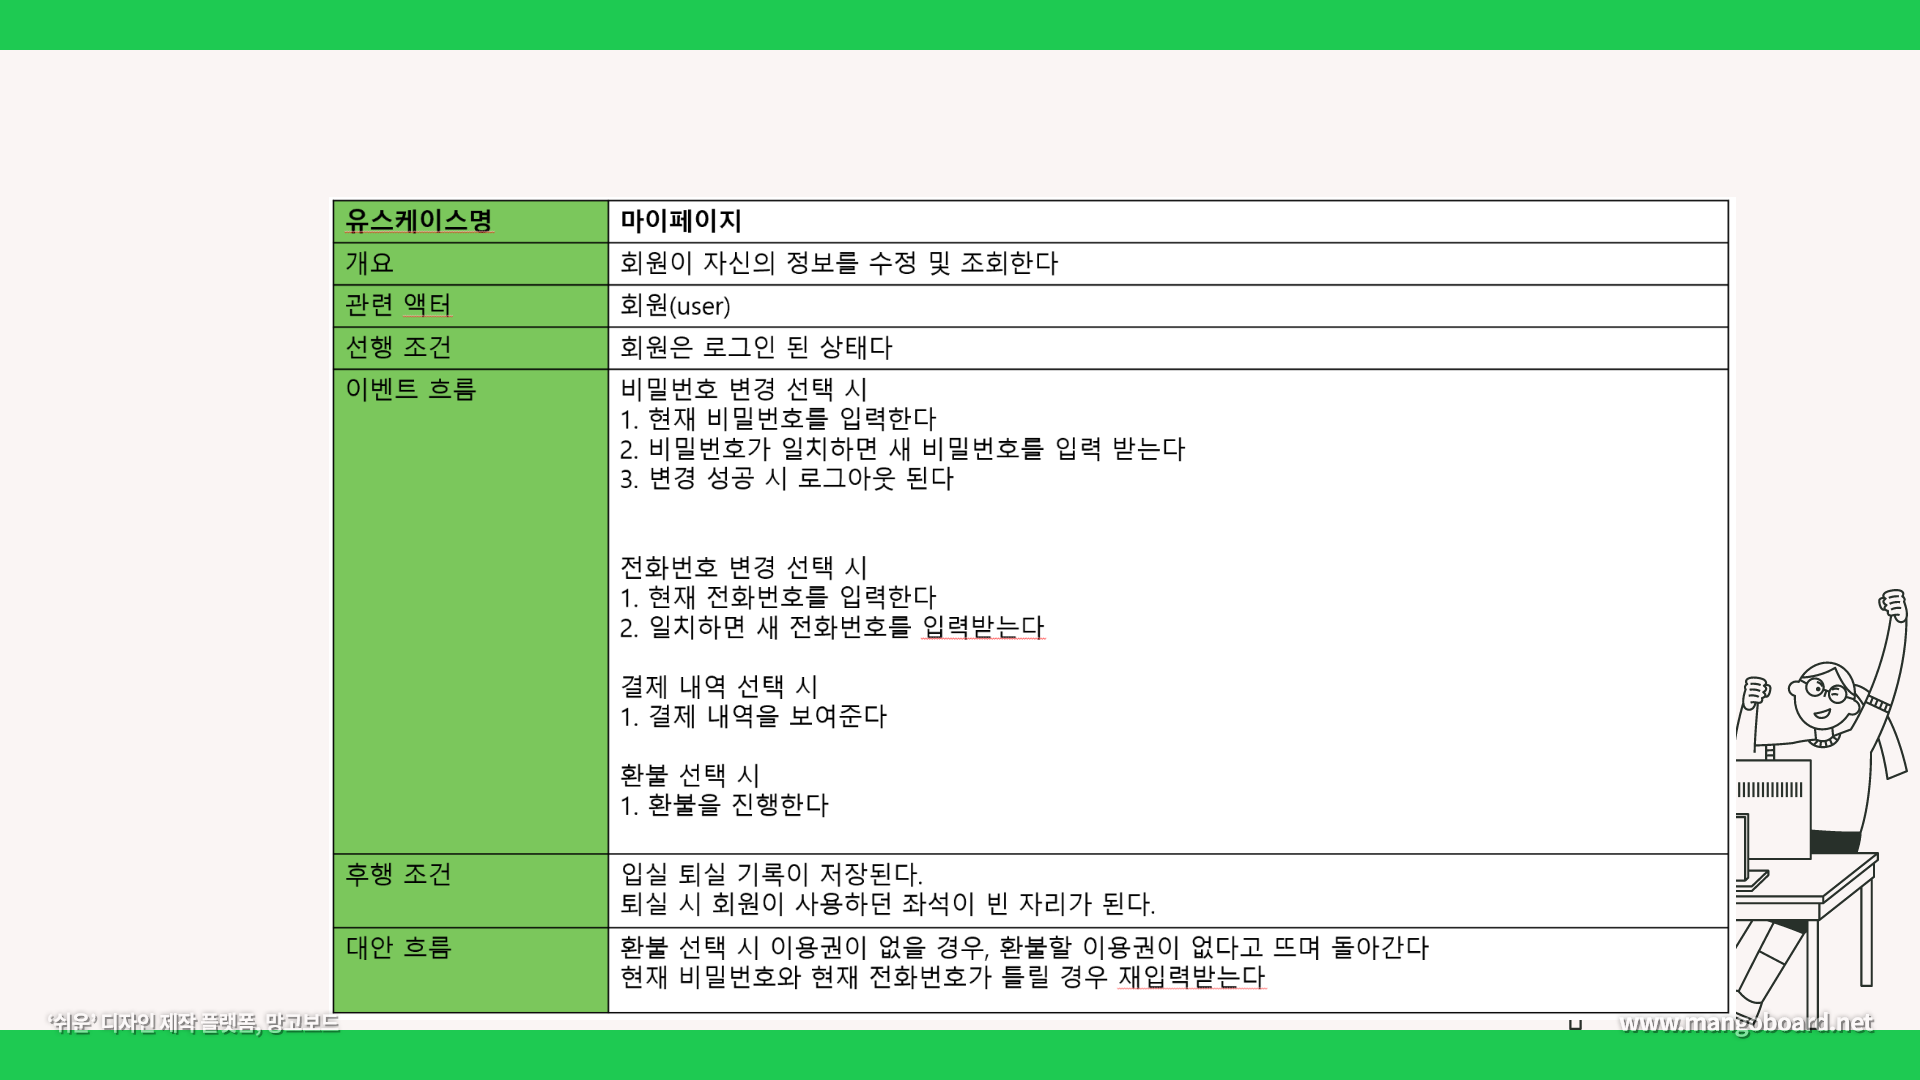 유스케이스명
마이페이지
개요
회원이 자신의 정보를 수정 및 조회한다
관련 액터
회원(user)
선행 조건
회원은 로그인 된 상태다
이벤트 흐름
비밀번호 변경 선택 시
1. 현재 비밀번호를 입력한다
2. 비밀번호가 일치하면 새 비밀번호를 입력 받는다
3. 변경 성공 시 로그아웃 된다
전화번호 변경 선택 시
1. 현재 전화번호를 입력한다
2. 일치하면 새 전화번호를 입력받는다
결제 내역 선택 시
1. 결제 내역을 보여준다
환불 선택 시
1. 환불을 진행한다
후행 조건
입실 퇴실 기록이 저장된다.
퇴실 시 회원이 사용하던 좌석이 빈 자리가 된다.
대안 흐름
환불 선택 시 이용권이 없을 경우, 환불할 이용권이 없다고 뜨며 돌아간다
현재 비밀번호와 현재 전화번호가 틀릴 경우 재입력받는다
'쉬운' 디자인 제작 플랫폼, 망고보드
www.mangoboard.net